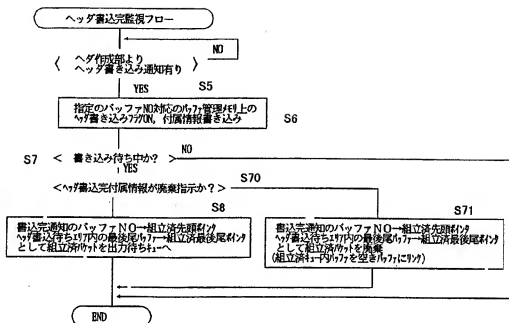 ヘッダ書込完監視フロー
NO
ヘダ作成部より
ヘッダ書き込み通知有り
YES
S5
指定のバッファNO対応のバッファ管理メモリ上の
ヘッダ書き込みフラグON, 付属情報書き込み
S6
S7
書き込み待ち中か?
NO
YES
<ヘッダ書込完付属情報が廃棄指示か?>
S70
S8
書込完通知のバッファNO→組立済先頭ポインタ
ヘッダ書込待ちエリア内の最後尾バッファ→組立済最後尾ポインタ
として組立済パケットを出力待ちキューへ
S71
書込完通知のバッファNO→組立済先頭ポインタ
ヘッダ書込待ちエリア内の最後尾バッファ→組立済最後尾ポインタ
として組立済パケットを廃棄
(組立済キュー内バッファを空きバッファにリンク)
END